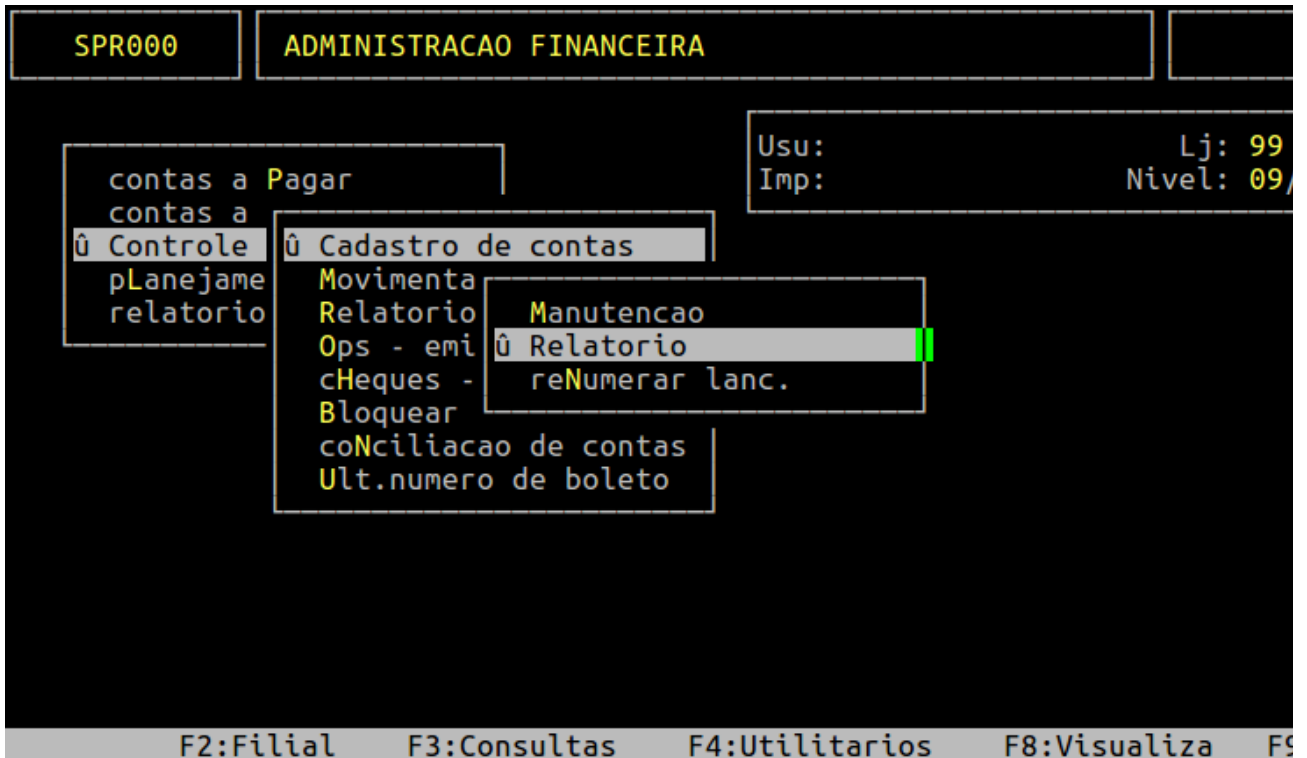 SPR000 ADMINISTRACAO FINANCEIRA
Usu: Lj: 99
contas a Pagar Imp: Nivel: 09/
contas a
û Controle û Cadastro de contas
pLanejame Movimenta
relatorio Relatorio Manutencao
Ops - emi û Relatorio
cHeques - reNumerar lanc.
Bloquear
coNciliacao de contas
Ult.numero de boleto
F2:Filial F3:Consultas F4:Utilitarios F8:Visualiza F9